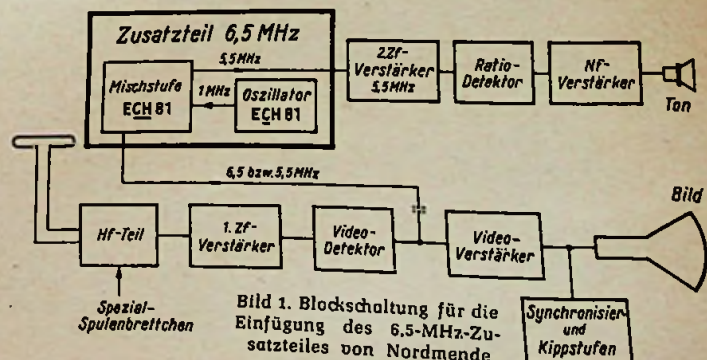 Zusatzteil 6,5 MHz
5,5 MHz
Mischstufe
ECH 81
1 MHz
Oszillator
ECH 81
2.Zf-
Verstärker
5,5 MHz
Ratio-
Detektor
Nf-
Verstärker
Ton
6,5 bzw. 5,5 MHz
Bild
Hf-Teil
1. Zf-
Verstärker
Video-
Detektor
Video-
Verstärker
Spezial-
Spulenbrettchen
Synchronisier-
und
Kippstufen
Bild 1. Blockschaltung für die
Einfügung des 6,5-MHz-Zu-
satzteiles von Nordmende